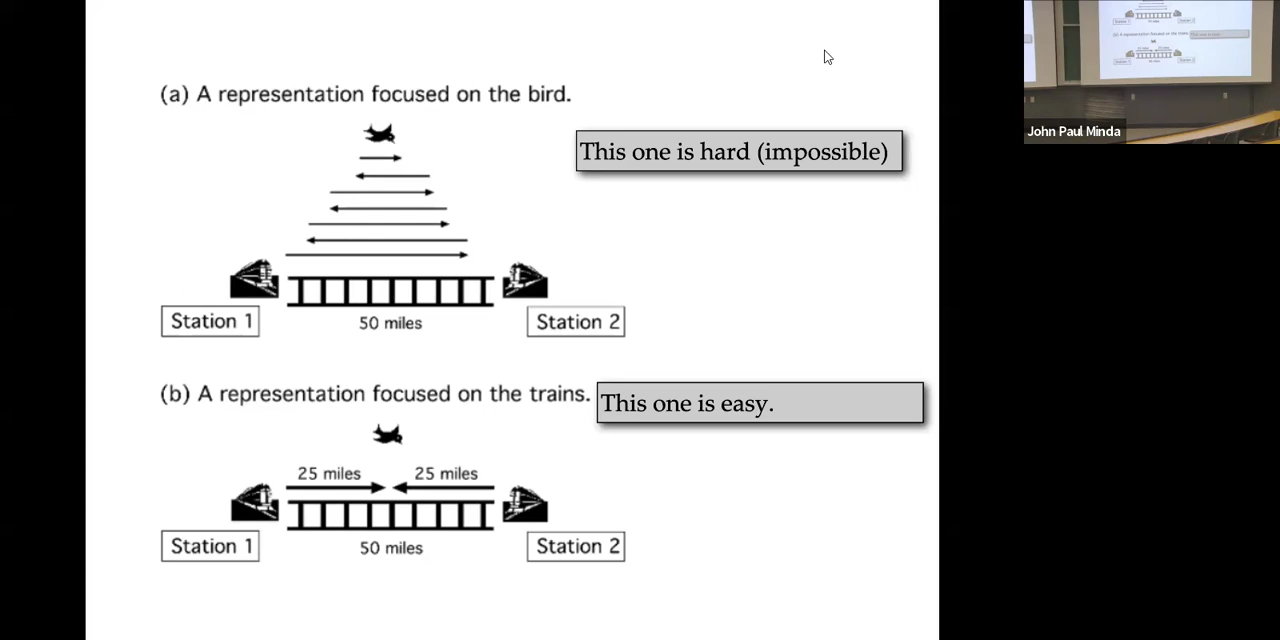 (a) A representation focused on the bird.
This one is hard (impossible)
Station 1
50 miles
Station 2
(b) A representation focused on the trains.
This one is easy.
25 miles
25 miles
Station 1
50 miles
Station 2
John Paul Minda